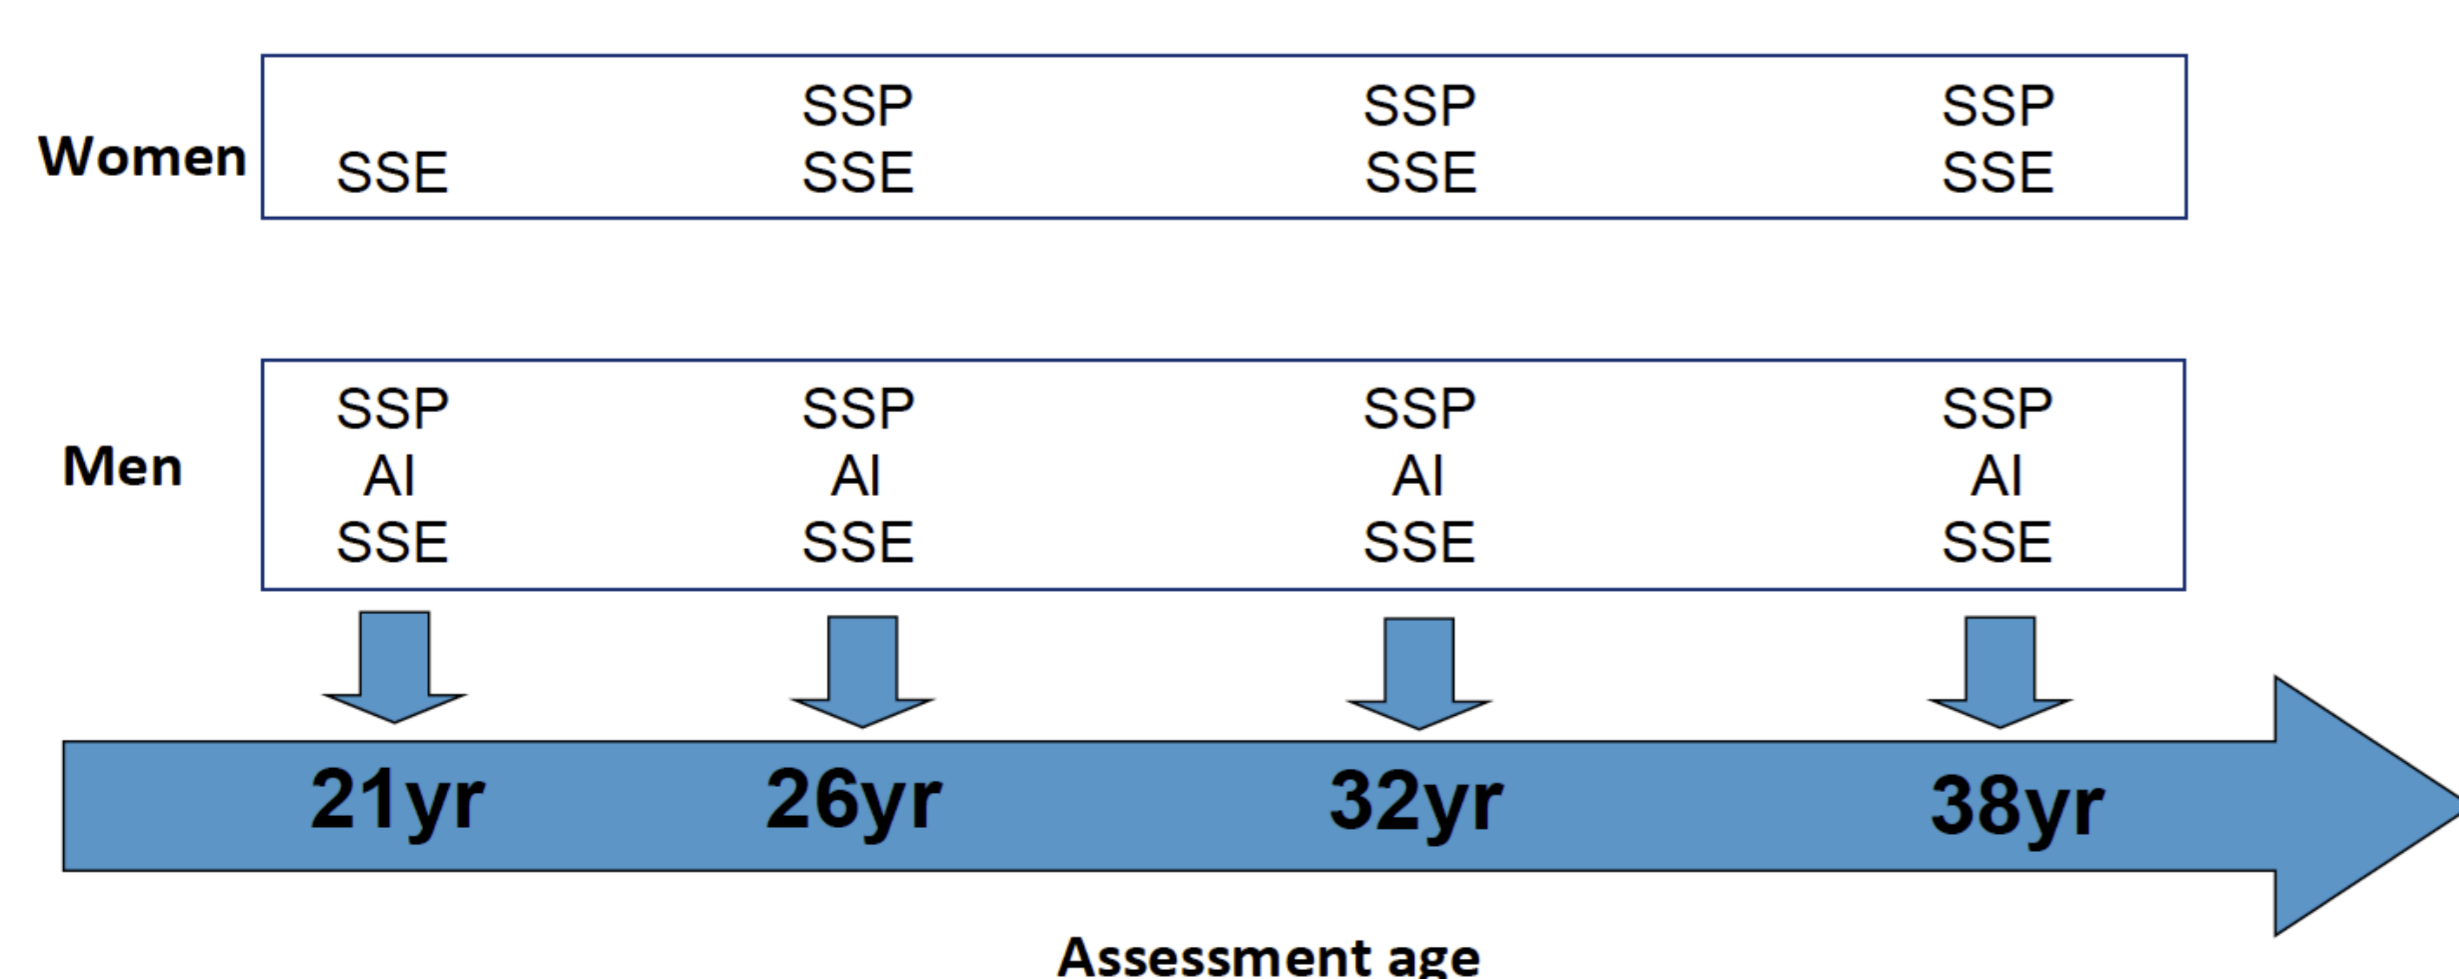 SSP SSP SSP
Women
SSE SSE SSE SSE
SSP SSP SSP SSP
Men
AI AI AI AI
SSE SSE SSE SSE
21yr 26yr 32yr 38yr
Assessment age